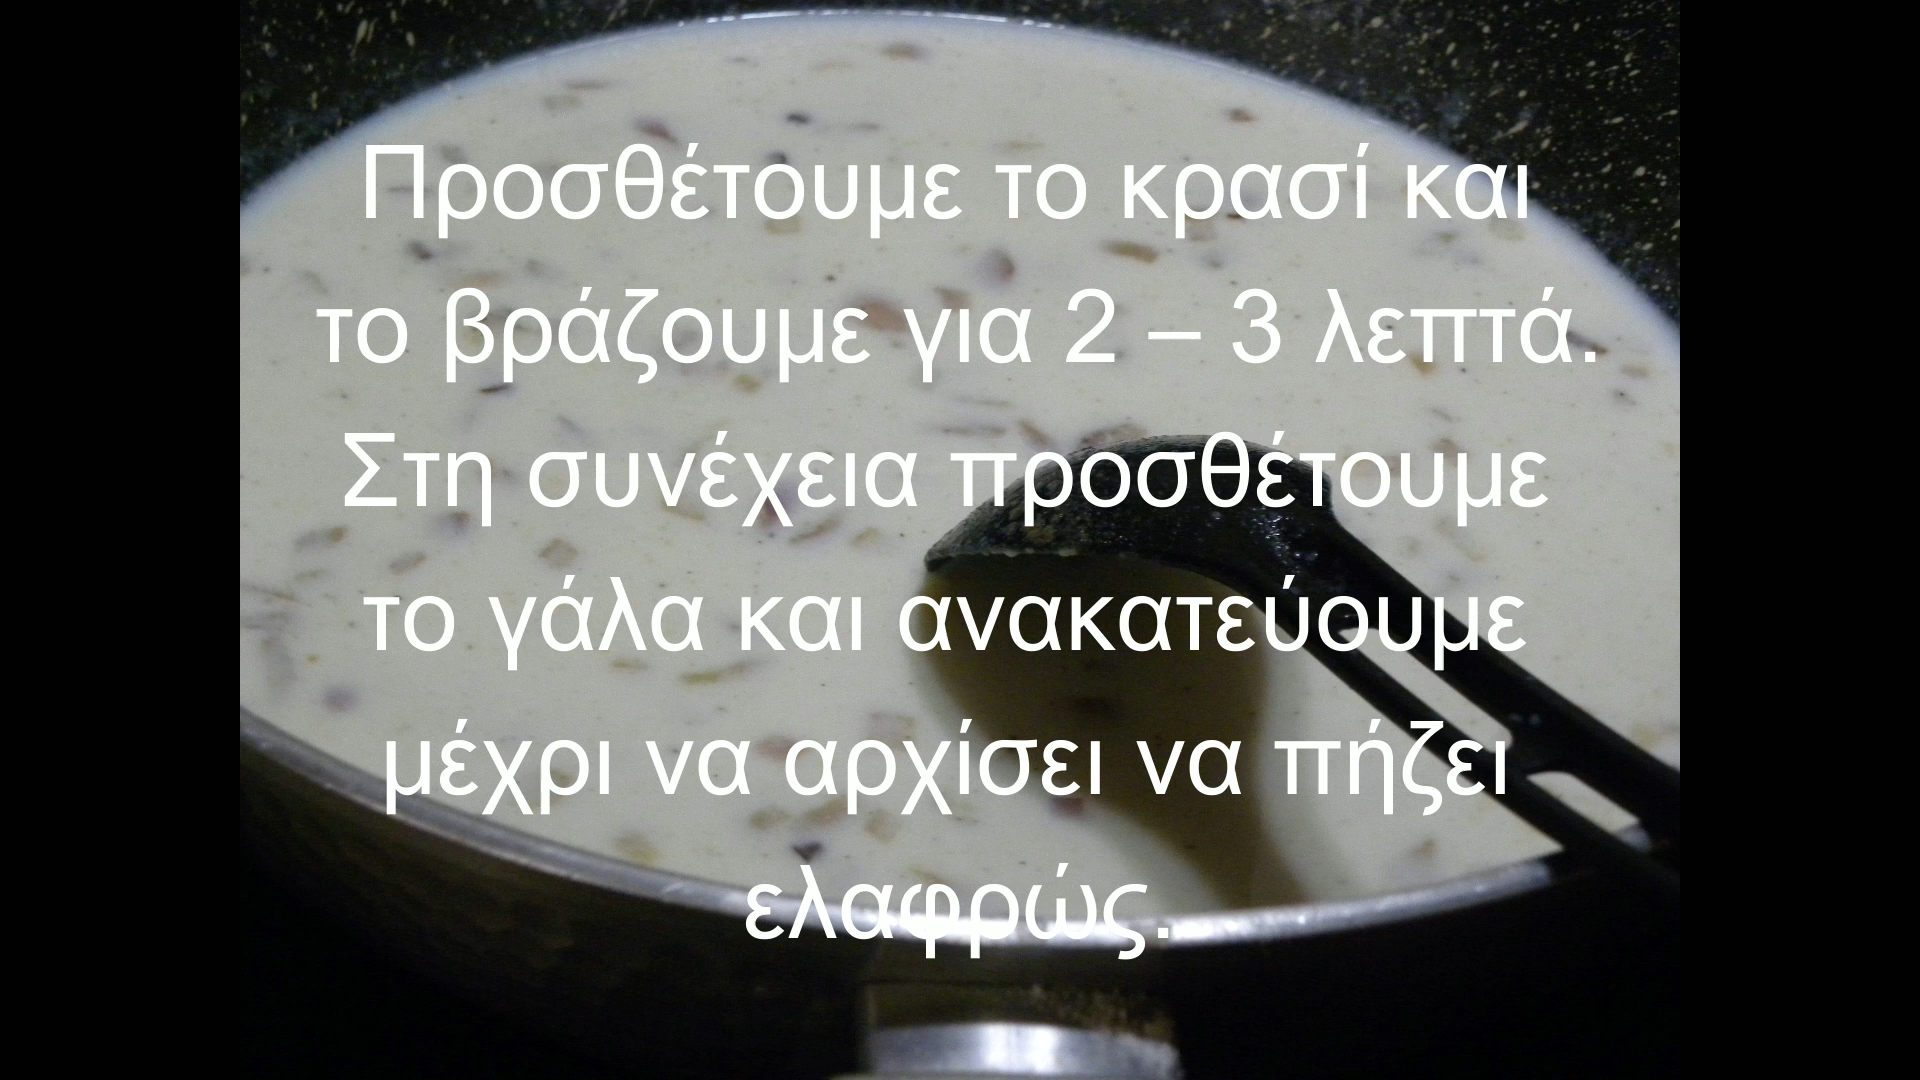 Προσθέτουμε το κρασί και
το βράζουμε για 2 – 3 λεπτά.
Στη συνέχεια προσθέτουμε
το γάλα και ανακατεύουμε
μέχρι να αρχίσει να πήζει
ελαφρώς.